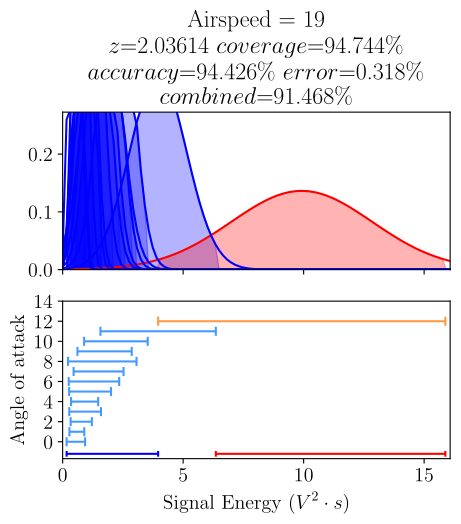 Airspeed = 19
z=2.03614 coverage=94.744%
accuracy=94.426% error=0.318%
combined=91.468%
0.2
0.1
0.0
14
12
10
8
6
4
2
0
Angle of attack
0 5 10 15
Signal Energy (V² · s)